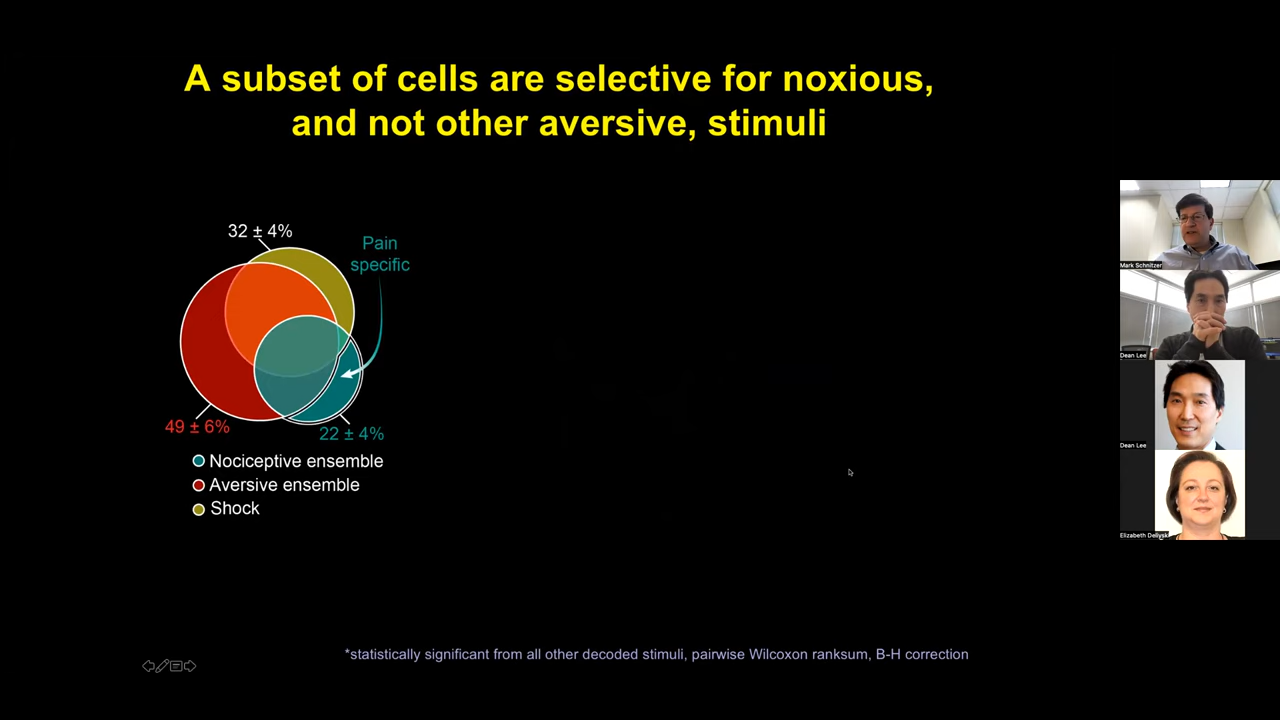 A subset of cells are selective for noxious,
and not other aversive, stimuli
32 ± 4%
Pain
specific
49 ± 6%
22 ± 4%
Nociceptive ensemble
Aversive ensemble
Shock
*statistically significant from all other decoded stimuli, pairwise Wilcoxon ranksum, B-H correction
Mark Schnitzer
Dean Lee
Dean Lee
Elizabeth